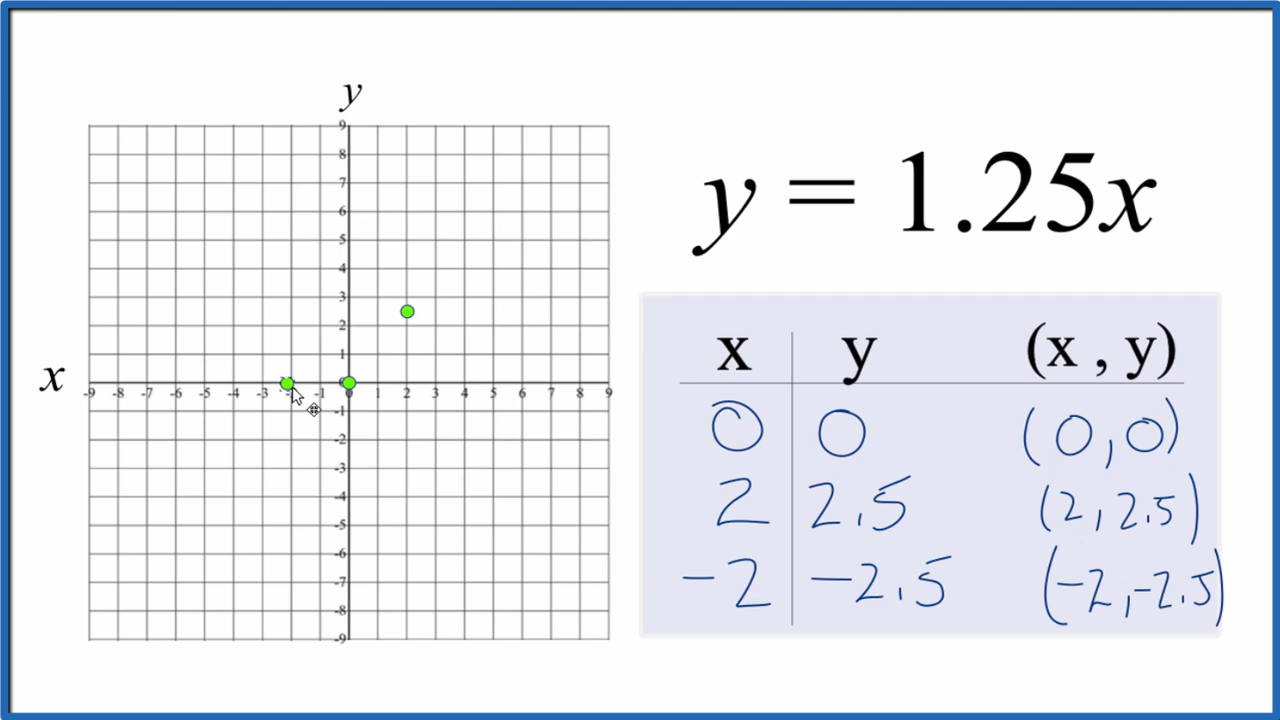 y
9
8
7
6
5
4
3
2
1
x
-9 -8 -7 -6 -5 -4 -3 -1 0 2 3 4 5 6 7 8 9
-1
-2
-3
-4
-5
-6
-7
-8
-9
y = 1.25x
x y (x , y)
0 0 (0,0)
2 2.5 (2, 2.5)
-2 -2.5 (-2,-2.5)